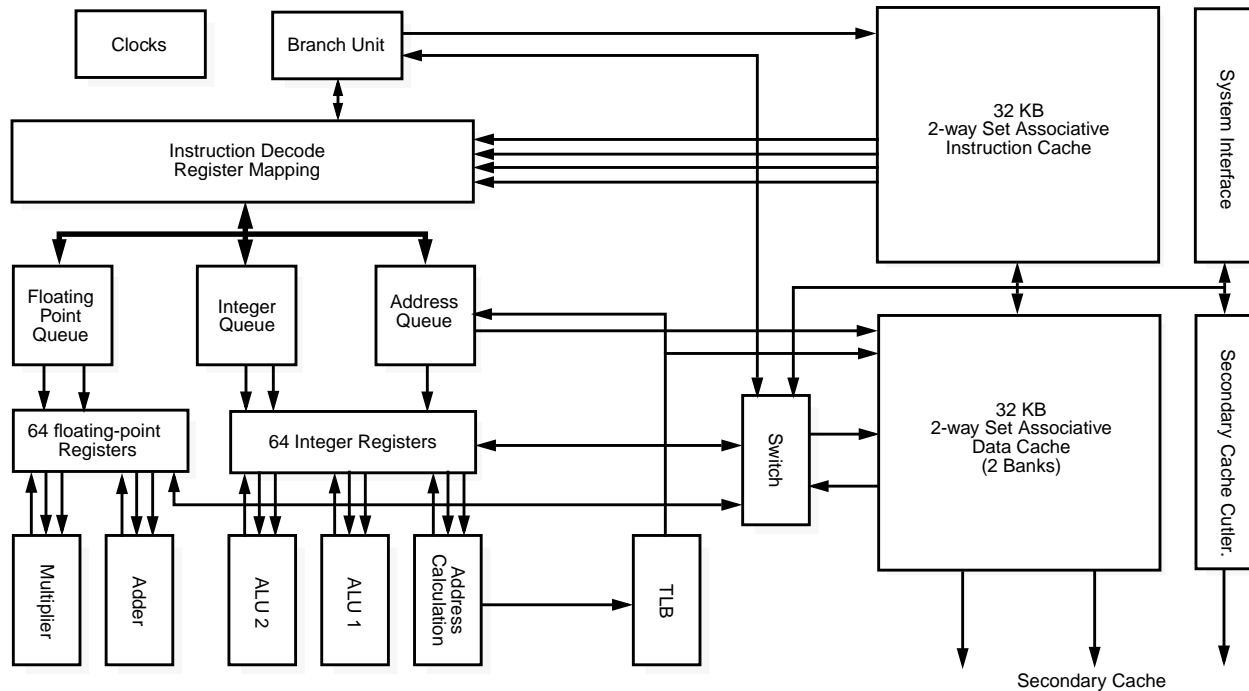 Clocks
Branch Unit
32 KB
2-way Set Associative
Instruction Cache
System Interface
Instruction Decode
Register Mapping
Floating
Point
Queue
Integer
Queue
Address
Queue
64 floating-point
Registers
64 Integer Registers
Switch
32 KB
2-way Set Associative
Data Cache
(2 Banks)
Secondary Cache Cutler.
Multiplier
Adder
ALU 2
ALU 1
Address
Calculation
TLB
Secondary Cache